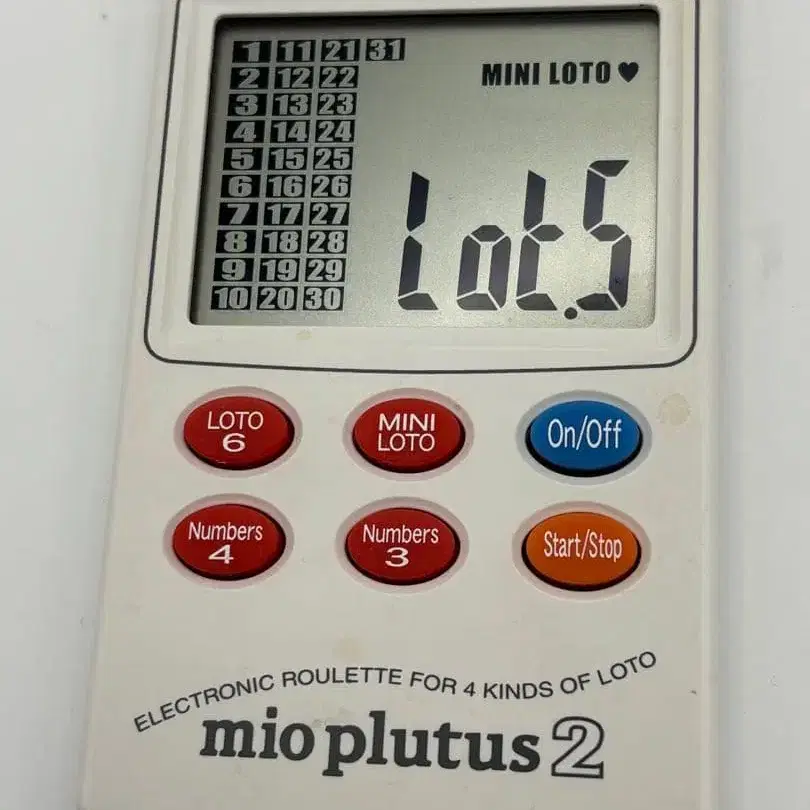 1 11 21 31
2 12 22
3 13 23
4 14 24
5 15 25
6 16 26
7 17 27
8 18 28
9 19 29
10 20 30
MINI LOTO ♥
Lot.5
LOTO
6
MINI
LOTO
On/Off
Numbers
4
Numbers
3
Start/Stop
ELECTRONIC ROULETTE FOR 4 KINDS OF LOTO
mio plutus 2